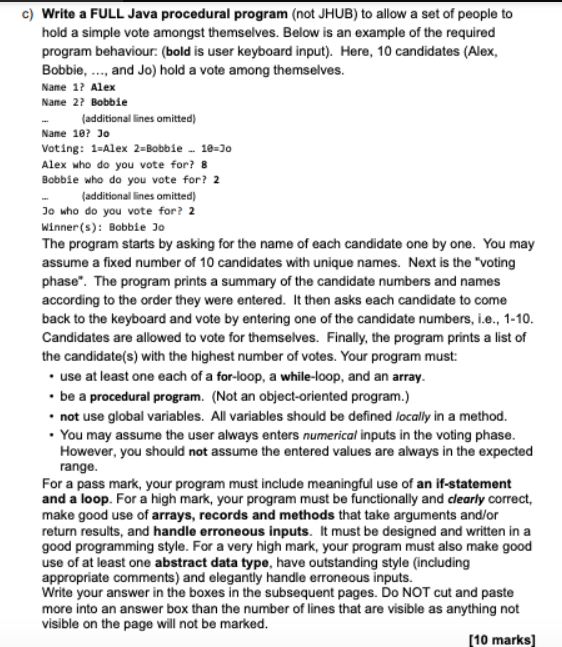 c) Write a FULL Java procedural program (not JHUB) to allow a set of people to
hold a simple vote amongst themselves. Below is an example of the required
program behaviour: (bold is user keyboard input). Here, 10 candidates (Alex,
Bobbie, ..., and Jo) hold a vote among themselves.
Name 1? Alex
Name 2? Bobbie
... (additional lines omitted)
Name 10? Jo
Voting: 1=Alex 2=Bobbie … 10=Jo
Alex who do you vote for? 8
Bobbie who do you vote for? 2
... (additional lines omitted)
Jo who do you vote for? 2
Winner(s): Bobbie Jo
The program starts by asking for the name of each candidate one by one. You may
assume a fixed number of 10 candidates with unique names. Next is the "voting
phase". The program prints a summary of the candidate numbers and names
according to the order they were entered. It then asks each candidate to come
back to the keyboard and vote by entering one of the candidate numbers, i.e., 1-10.
Candidates are allowed to vote for themselves. Finally, the program prints a list of
the candidate(s) with the highest number of votes. Your program must:
• use at least one each of a for-loop, a while-loop, and an array.
• be a procedural program. (Not an object-oriented program.)
• not use global variables. All variables should be defined locally in a method.
• You may assume the user always enters numerical inputs in the voting phase.
However, you should not assume the entered values are always in the expected
range.
For a pass mark, your program must include meaningful use of an if-statement
and a loop. For a high mark, your program must be functionally and clearly correct,
make good use of arrays, records and methods that take arguments and/or
return results, and handle erroneous inputs. It must be designed and written in a
good programming style. For a very high mark, your program must also make good
use of at least one abstract data type, have outstanding style (including
appropriate comments) and elegantly handle erroneous inputs.
Write your answer in the boxes in the subsequent pages. Do NOT cut and paste
more into an answer box than the number of lines that are visible as anything not
visible on the page will not be marked.
[10 marks]